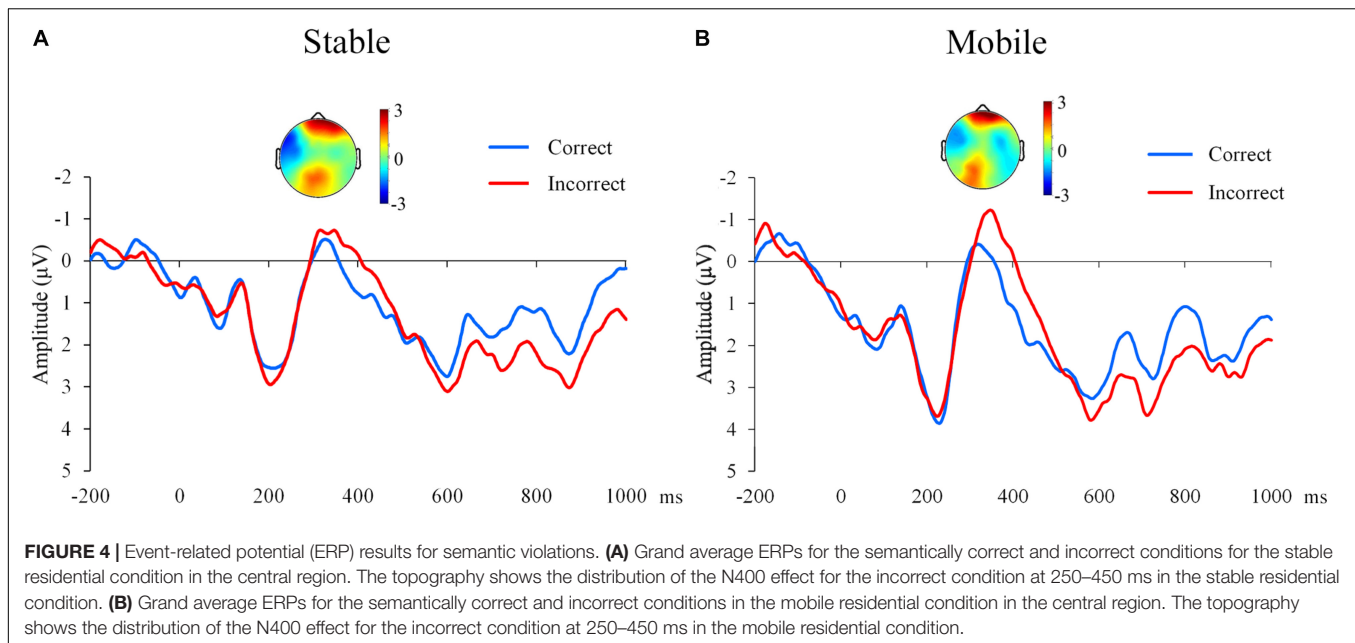 A Stable
3
0
-3
Correct
Incorrect
-2
-1
0
1
2
3
4
5
Amplitude (µV)
-200 0 200 400 600 800 1000 ms
B Mobile
3
0
-3
Correct
Incorrect
-2
-1
0
1
2
3
4
5
Amplitude (µV)
-200 0 200 400 600 800 1000 ms
FIGURE 4 | Event-related potential (ERP) results for semantic violations. (A) Grand average ERPs for the semantically correct and incorrect conditions for the stable
residential condition in the central region. The topography shows the distribution of the N400 effect for the incorrect condition at 250–450 ms in the stable residential
condition. (B) Grand average ERPs for the semantically correct and incorrect conditions in the mobile residential condition in the central region. The topography
shows the distribution of the N400 effect for the incorrect condition at 250–450 ms in the mobile residential condition.